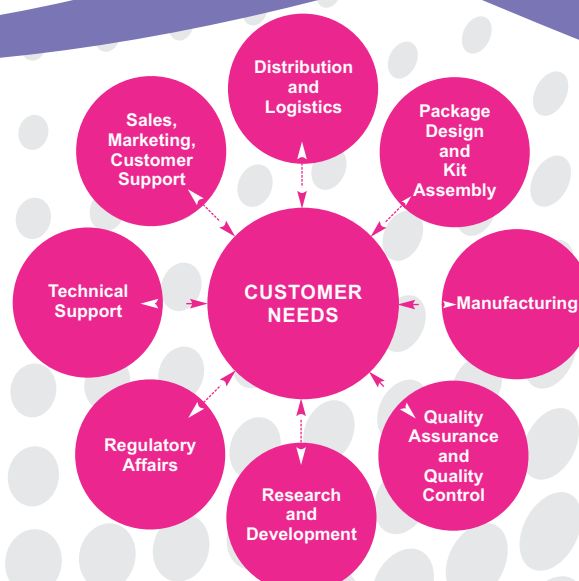 Distribution
and
Logistics
Sales,
Marketing,
Customer
Support
Package
Design
and
Kit
Assembly
Technical
Support
CUSTOMER
NEEDS
Manufacturing
Regulatory
Affairs
Quality
Assurance
and
Quality
Control
Research
and
Development